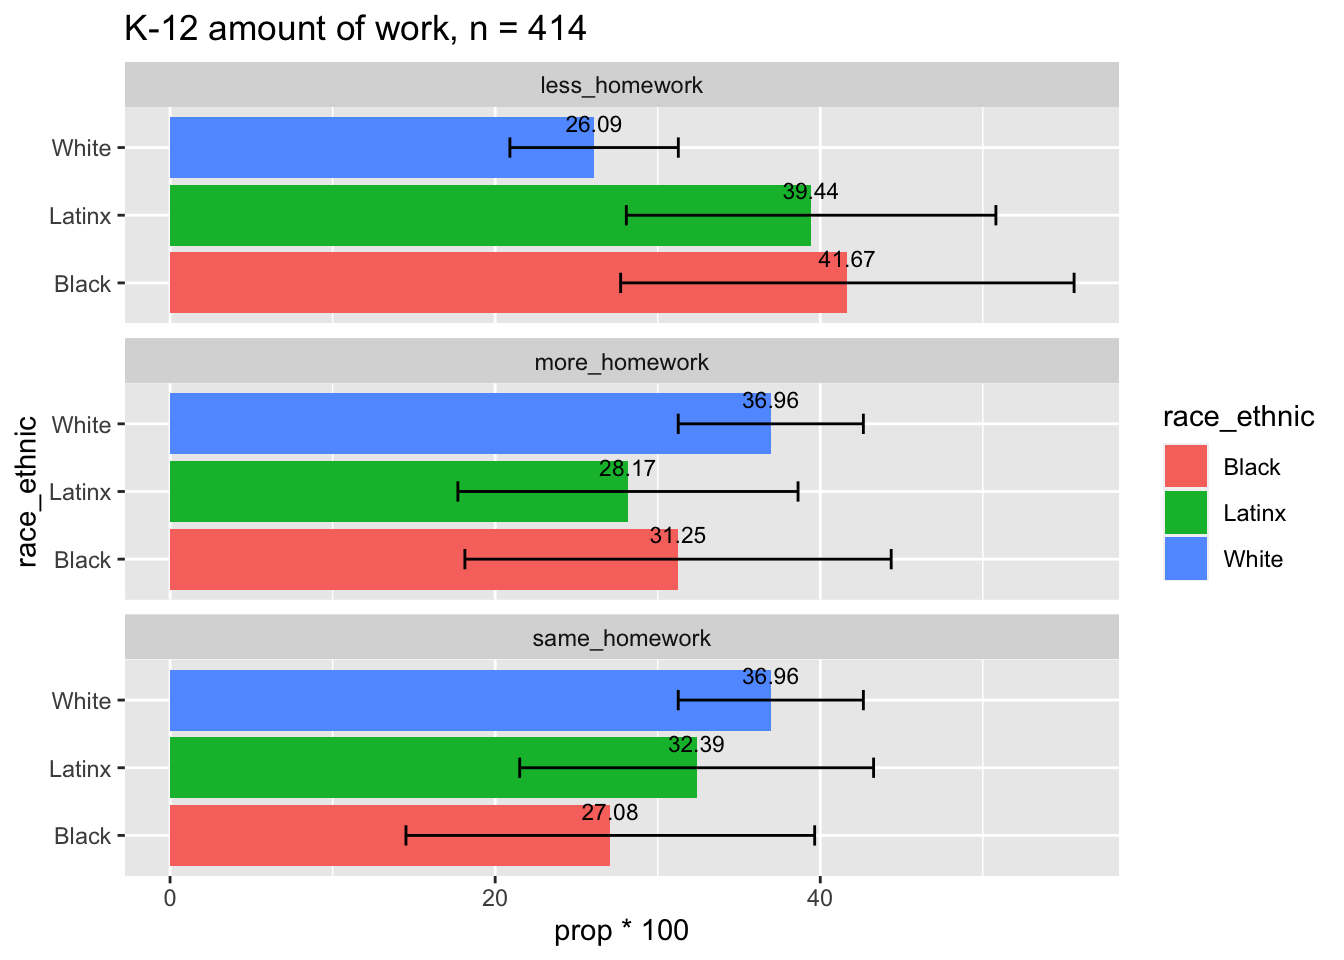 K-12 amount of work, n = 414
less_homework
White
26.09
Latinx
39.44
Black
41.67
more_homework
White
36.96
Latinx
28.17
Black
31.25
same_homework
White
36.96
Latinx
32.39
Black
27.08
0 20 40
prop * 100
race_ethnic
race_ethnic
Black
Latinx
White